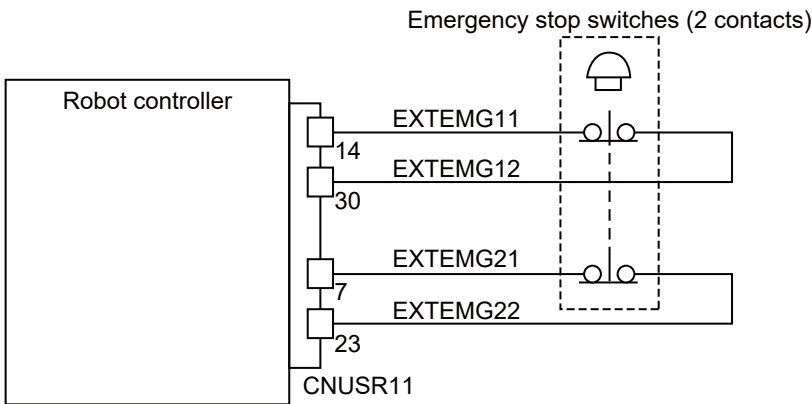 Emergency stop switches (2 contacts)
Robot controller
EXTEMG11
14
EXTEMG12
30
EXTEMG21
7
EXTEMG22
23
CNUSR11